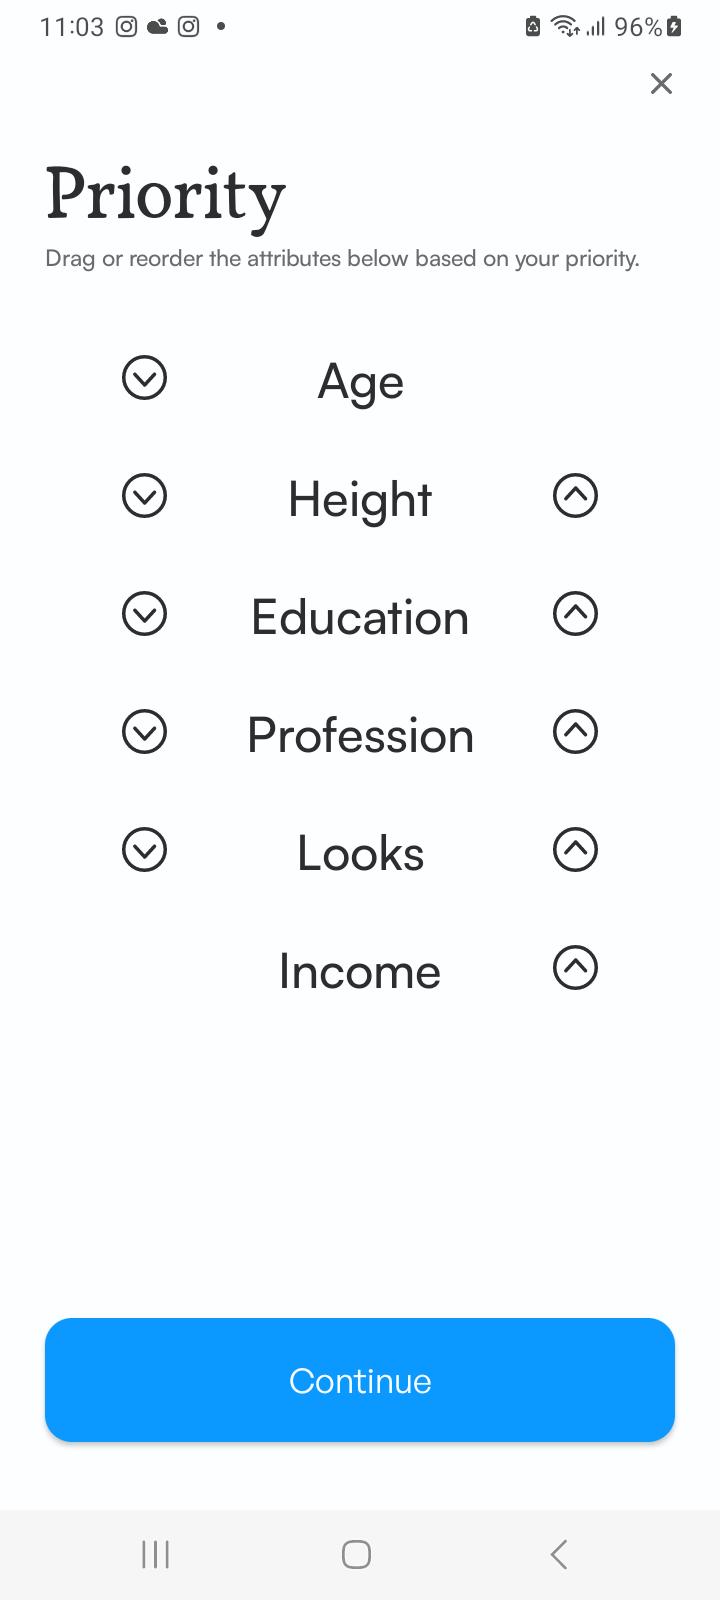 11:03 96%
Priority
Drag or reorder the attributes below based on your priority.
Age
Height
Education
Profession
Looks
Income
Continue